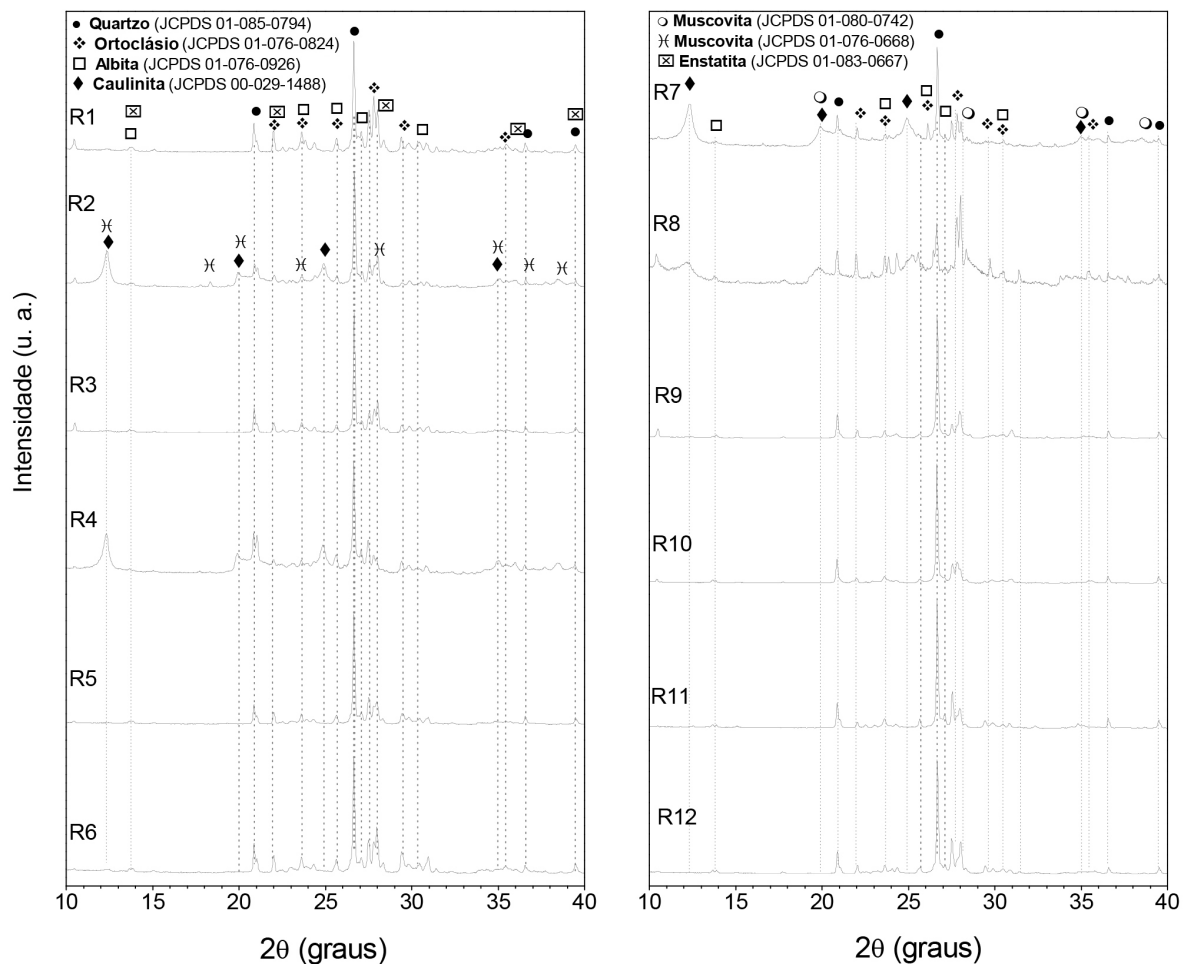 Quartzo (JCPDS 01-085-0794)
Ortoclásio (JCPDS 01-076-0824)
Albita (JCPDS 01-076-0926)
Caulinita (JCPDS 00-029-1488)
R1
R2
R3
R4
R5
R6
10 15 20 25 30 35 40
2θ (graus)
Intensidade (u. a.)
Muscovita (JCPDS 01-080-0742)
Muscovita (JCPDS 01-076-0668)
Enstatita (JCPDS 01-083-0667)
R7
R8
R9
R10
R11
R12
10 15 20 25 30 35 40
2θ (graus)